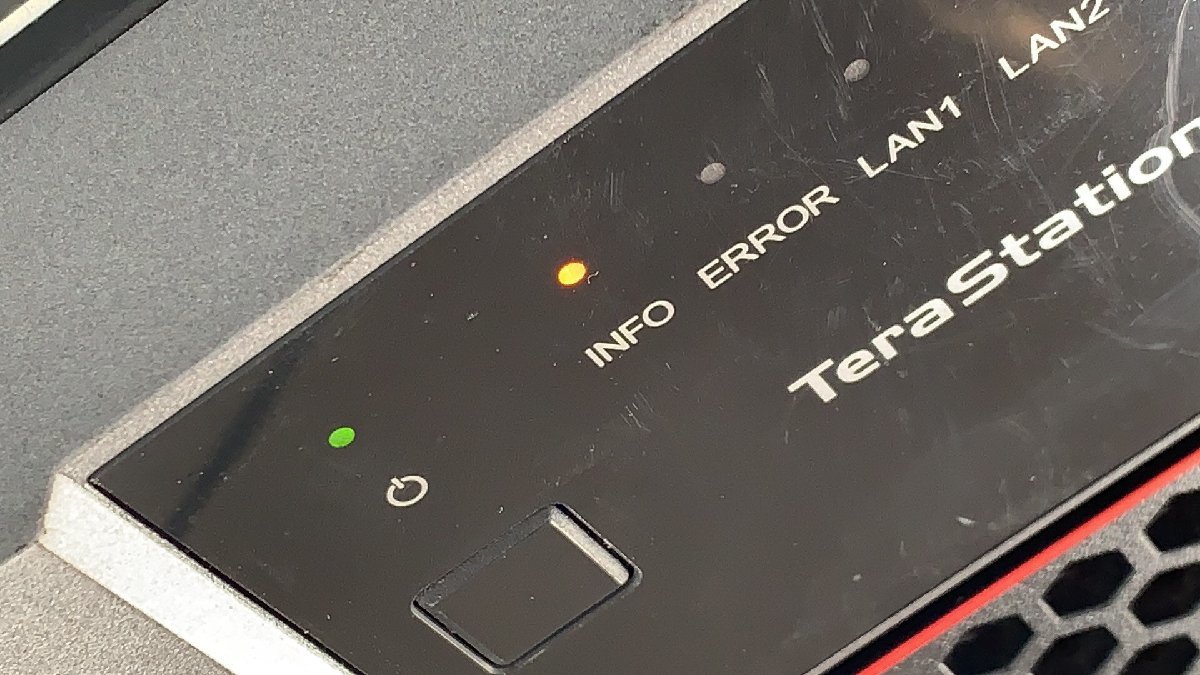 INFO ERROR LAN1 LAN2
TeraStation